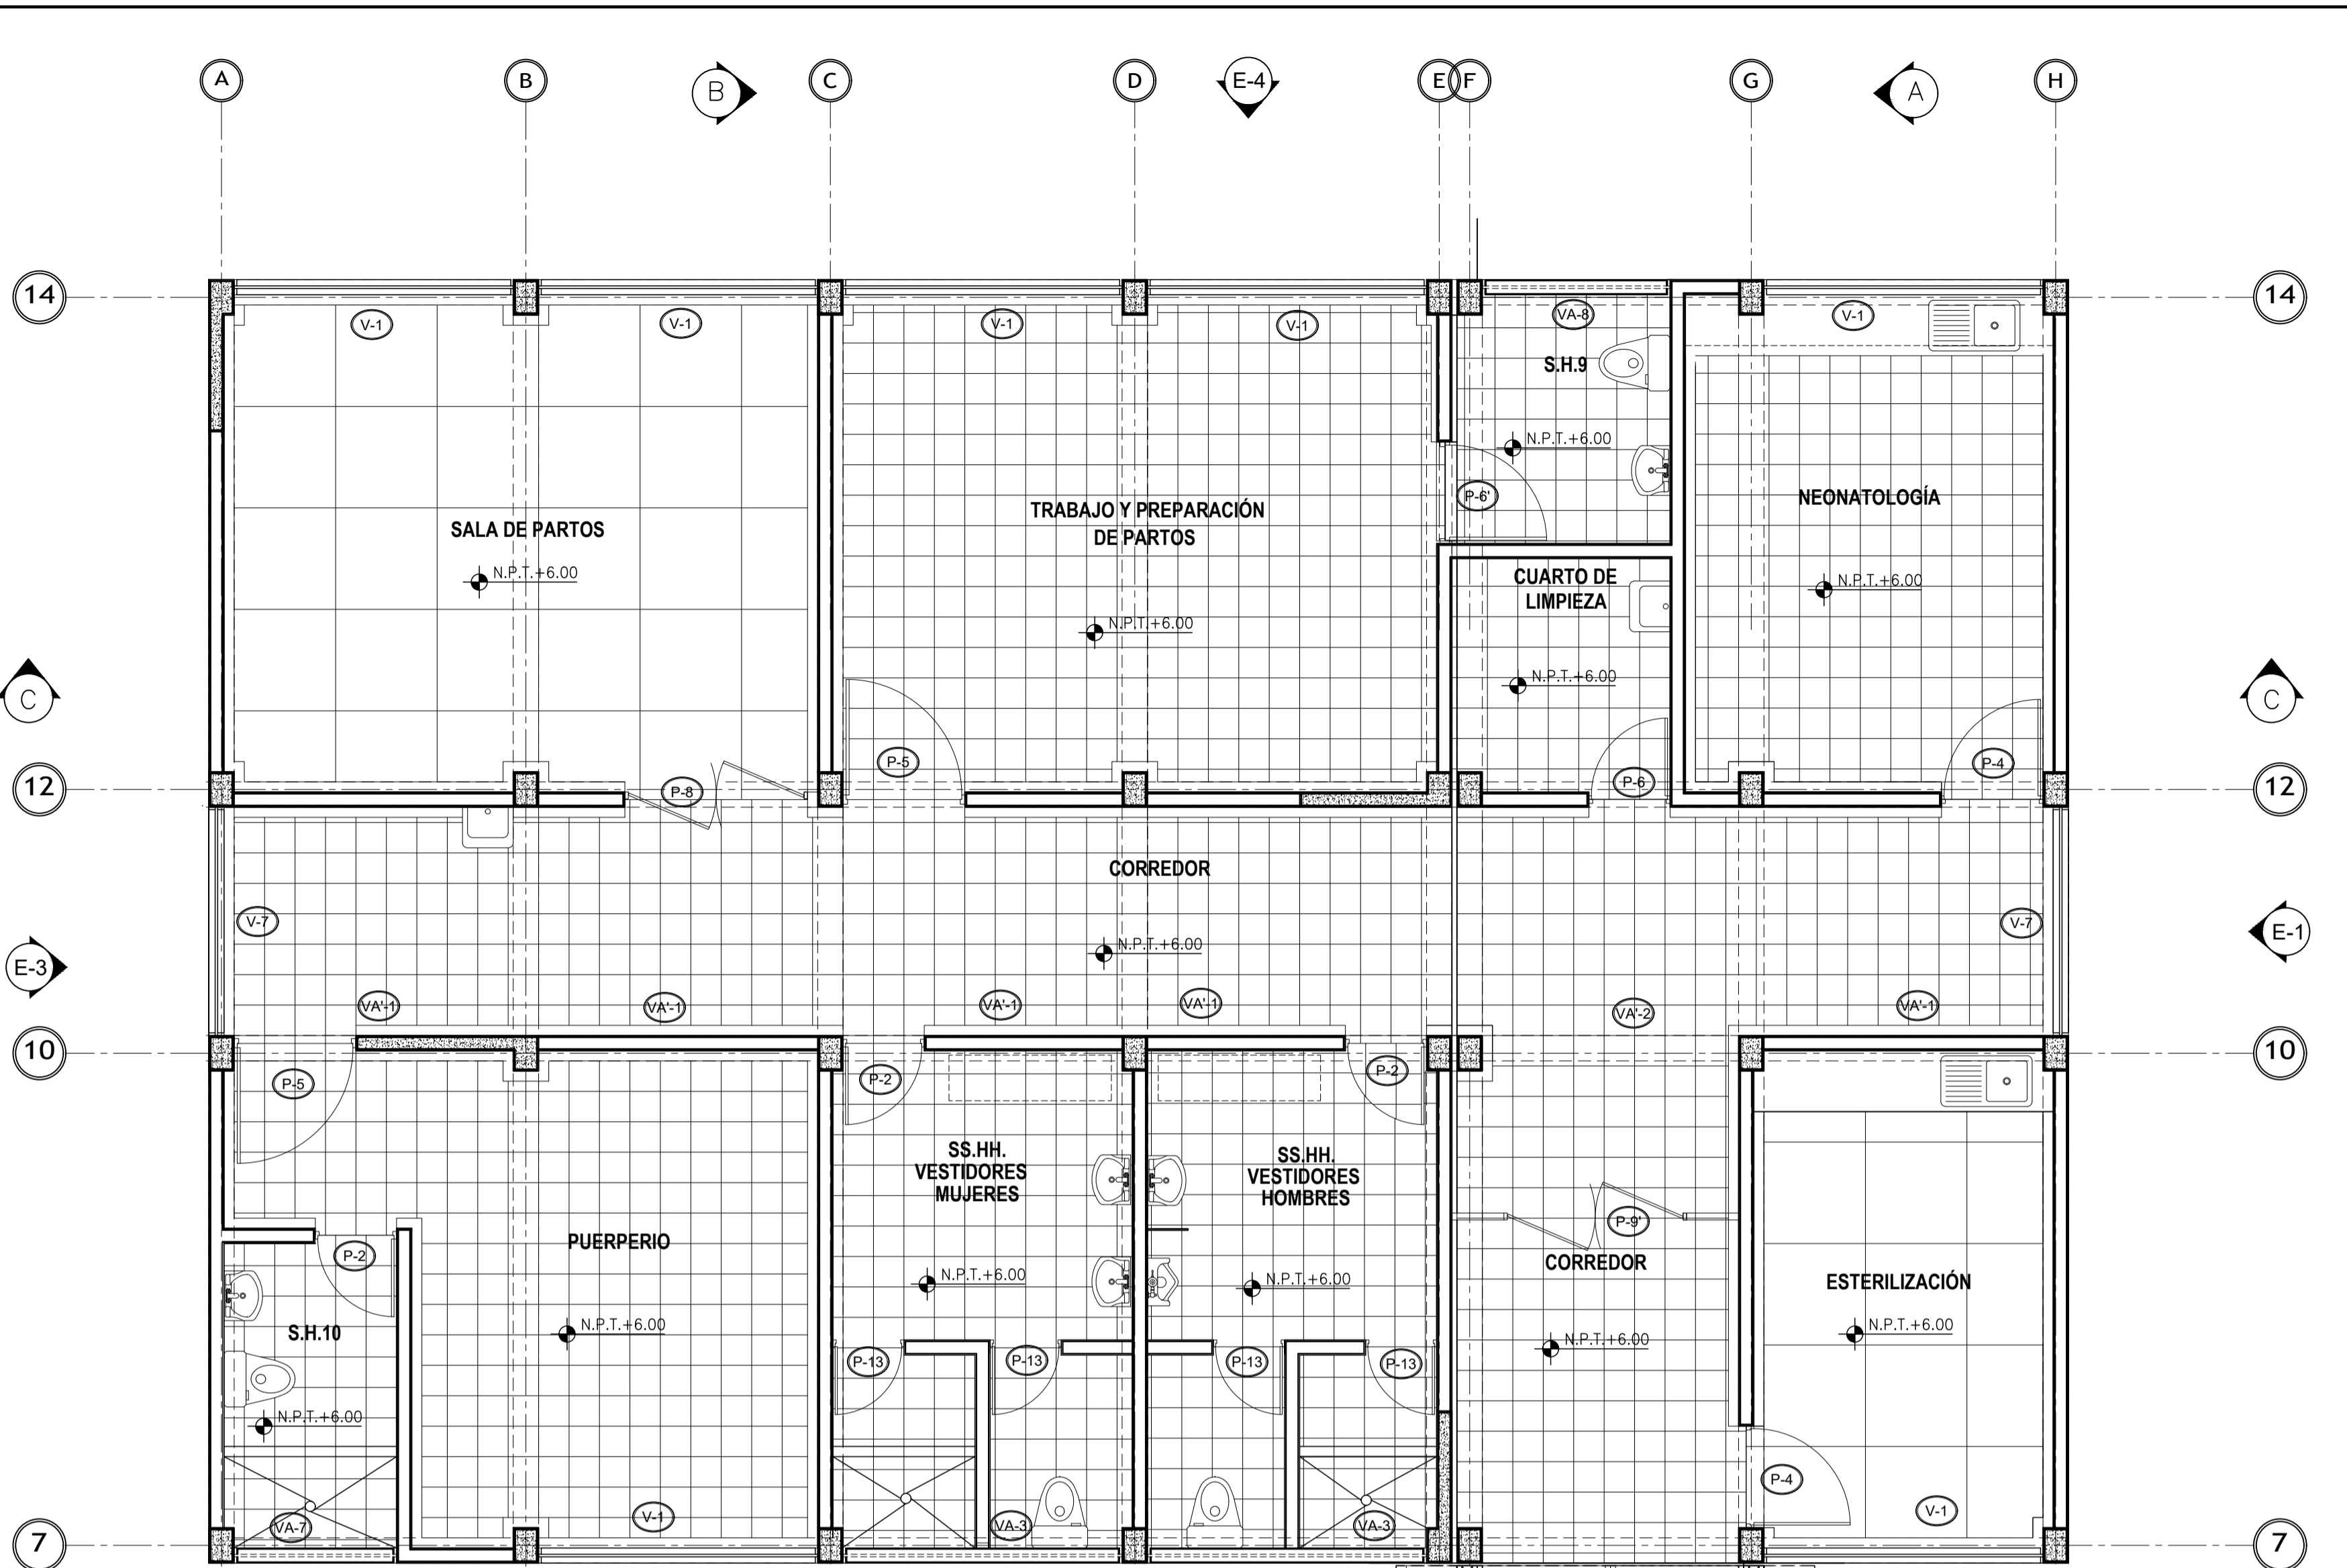 A
B
B
C
D
E-4
E
F
G
A
H
14
14
V-1
V-1
V-1
V-1
VA-8
V-1
S.H.9
N.P.T.+6.00
P-6'
NEONATOLOGÍA
TRABAJO Y PREPARACIÓN
DE PARTOS
SALA DE PARTOS
N.P.T.+6.00
CUARTO DE
LIMPIEZA
N.P.T.+6.00
N.P.T.+6.00
N.P.T.+6.00
C
C
P-5
P-4
12
P-8
P-6
12
CORREDOR
V-7
V-7
N.P.T.+6.00
E-3
E-1
VA'-1
VA'-1
VA'-1
VA'-1
VA'-2
VA'-1
10
10
P-5
P-2
P-2
SS.HH.
VESTIDORES
MUJERES
SS.HH.
VESTIDORES
HOMBRES
P-2
PUERPERIO
P-9'
CORREDOR
ESTERILIZACIÓN
N.P.T.+6.00
N.P.T.+6.00
S.H.10
N.P.T.+6.00
N.P.T.+6.00
N.P.T.+6.00
P-13
P-13
P-13
P-13
N.P.T.+6.00
P-4
VA-7
V-1
VA-3
VA-3
V-1
7
7